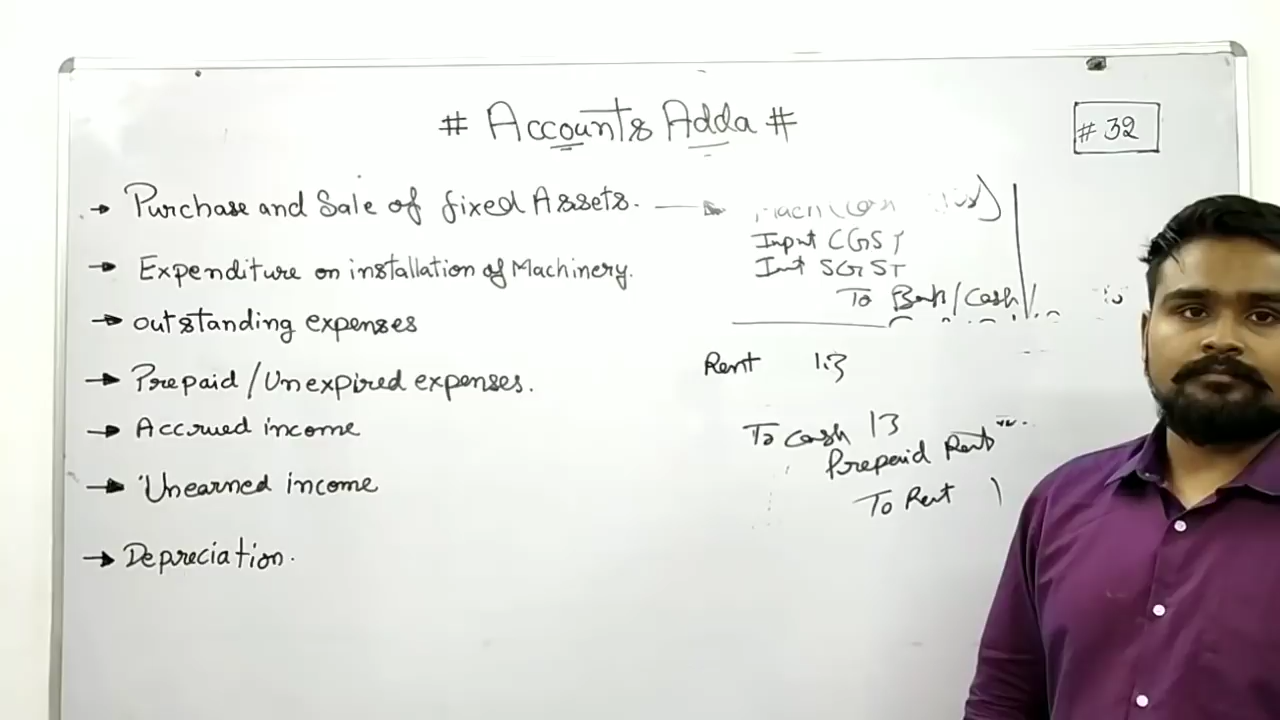 # Accounts Adda #
# 32
→ Purchase and Sale of fixed Assets. →
→ Expenditure on installation of Machinery.
→ outstanding expenses
→ Prepaid / Unexpired expenses.
→ Accrued income
→ Unearned income
→ Depreciation.
Input CGST
SGST
To Bank/Cash
Rent 13
To cash 13
Prepaid Rent
To Rent